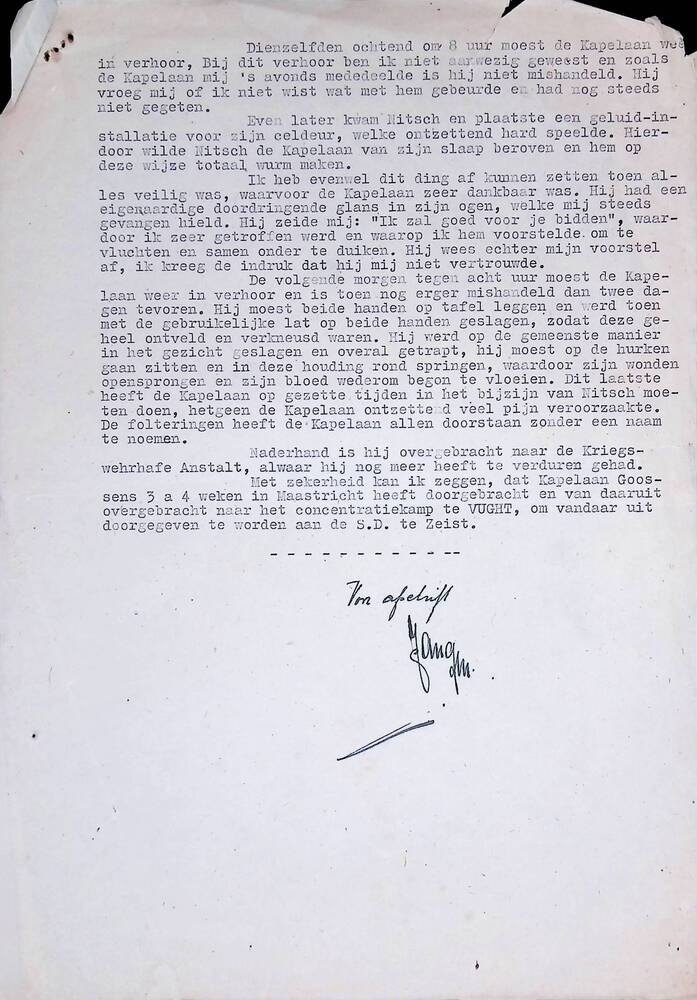 Dienzelfden ochtend om 8 uur moest de Kapelaan wee
in verhoor, Bij dit verhoor ben ik niet aanwezig geweest en zoals
de Kapelaan mij 's avonds mededeelde is hij niet mishandeld. Hij
vroeg mij of ik niet wist wat met hem gebeurde en had nog steeds
niet gegeten.
Even later kwam Nitsch en plaatste een geluid-in-
stallatie voor zijn celdeur, welke ontzettend hard speelde. Hier-
door wilde Nitsch de Kapelaan van zijn slaap beroven en hem op
deze wijze totaal wurm maken.
Ik heb evenwel dit ding af kunnen zetten toen al-
les veilig was, waarvoor de Kapelaan zeer dankbaar was. Hij had een
eigenaardige doordringende glans in zijn ogen, welke mij steeds
gevangen hield. Hij zeide mij: "Ik zal goed voor je bidden", waar-
door ik zeer getroffen werd en waarop ik hem voorstelde om te
vluchten en samen onder te duiken. Hij wees echter mijn voorstel
af, ik kreeg de indruk dat hij mij niet vertrouwde.
De volgende morgen tegen acht uur moest de Kape-
laan weer in verhoor en is toen nog erger mishandeld dan twee da-
gen tevoren. Hij moest beide handen op tafel leggen en werd toen
met de gebruikelijke lat op beide handen geslagen, zodat deze ge-
heel ontveld en verkneusd waren. Hij werd op de gemeenste manier
in het gezicht geslagen en overal getrapt, hij moest op de hurken
gaan zitten en in deze houding rond springen, waardoor zijn wonden
opensprongen en zijn bloed wederom begon te vloeien. Dit laatste
heeft de Kapelaan op gezette tijden in het bijzijn van Nitsch moe-
ten doen, hetgeen de Kapelaan ontzettend veel pijn veroorzaakte.
De folteringen heeft de Kapelaan allen doorstaan zonder een naam
te noemen.
Naderhand is hij overgebracht naar de Kriegs-
wehrhafe Anstalt, alwaar hij nog meer heeft te verduren gehad.
Met zekerheid kan ik zeggen, dat Kapelaan Goos-
sens 3 a 4 weken in Maastricht heeft doorgebracht en van daaruit
overgebracht naar het concentratiekamp te VUGHT, om vandaar uit
doorgegeven te worden aan de S.D. te Zeist.
- - - - - - - - - - --
Voor afschrift